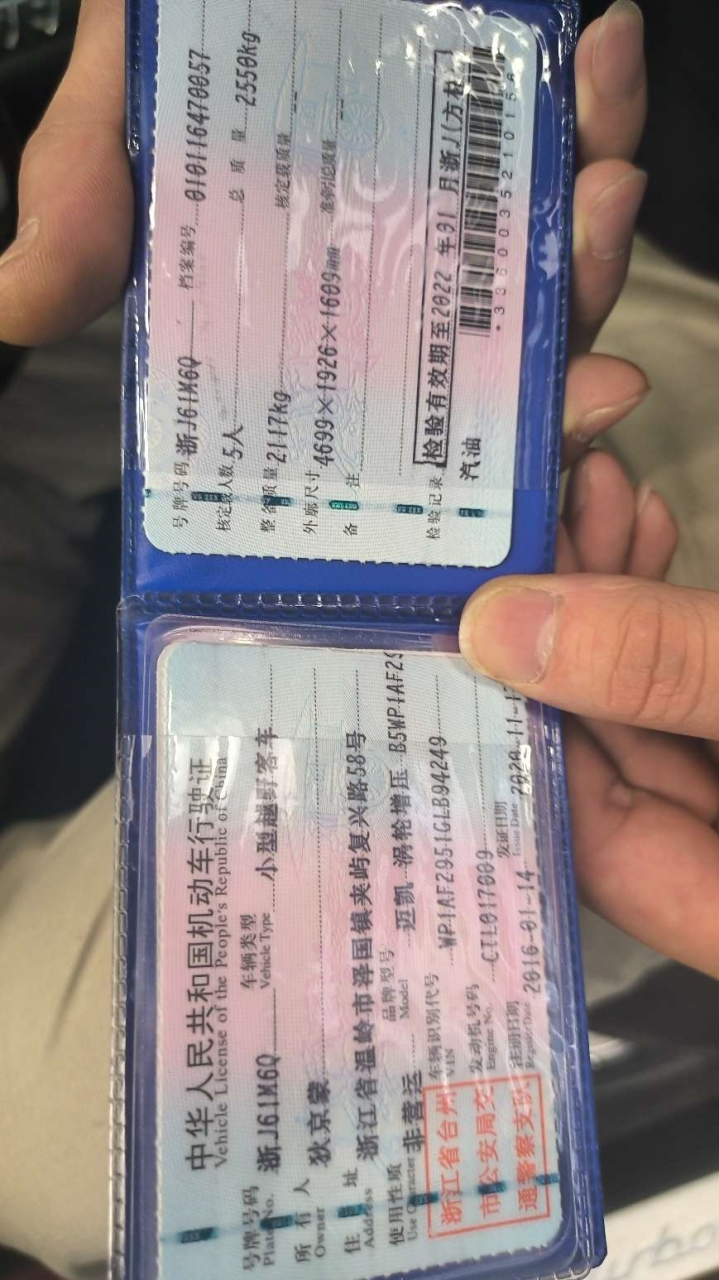 中华人民共和国机动车行驶证
Vehicle License of the People's Republic of China
号牌号码 浙J61M6Q 车辆类型 小型越野客车
Plate No. Vehicle Type
所有人 狄京蒙
Owner
住址 浙江省温岭市泽国镇夹屿复兴路58号
Address
使用性质 非营运 品牌型号 迈凯 涡轮增压 B5WP1AF29
Use Character Model
浙江省台州
市公安局交
通警察支队
车辆识别代号 WP1AF2951GLB94249
VIN
发动机号码 CTL017009
Engine No.
注册日期 2016-01-14 发证日期 2020-11-1
Register Date Issue Date
号牌号码 浙J61M6Q 档案编号 010116470057
核定载人数 5人 总质量 2550kg
整备质量 2117kg 核定载质量 --
外廓尺寸 4699×1926×1609mm 准牵引总质量 --
备注
检验记录 检验有效期至2022年01月浙J(方
汽油
*3360035210156